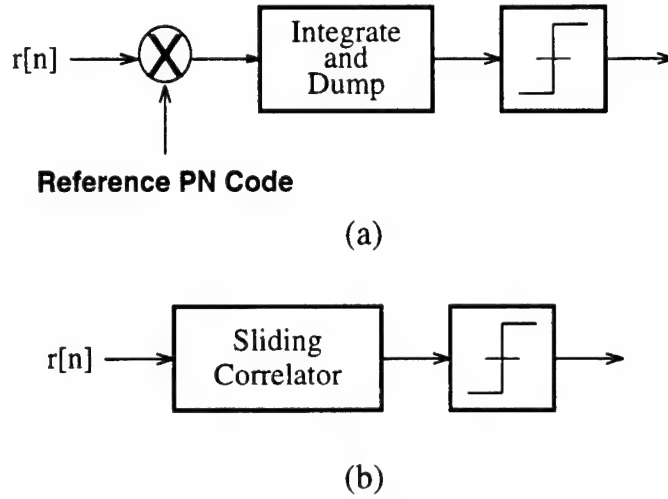 Integrate
and
Dump
r[n]
Reference PN Code
(a)
Sliding
Correlator
r[n]
(b)